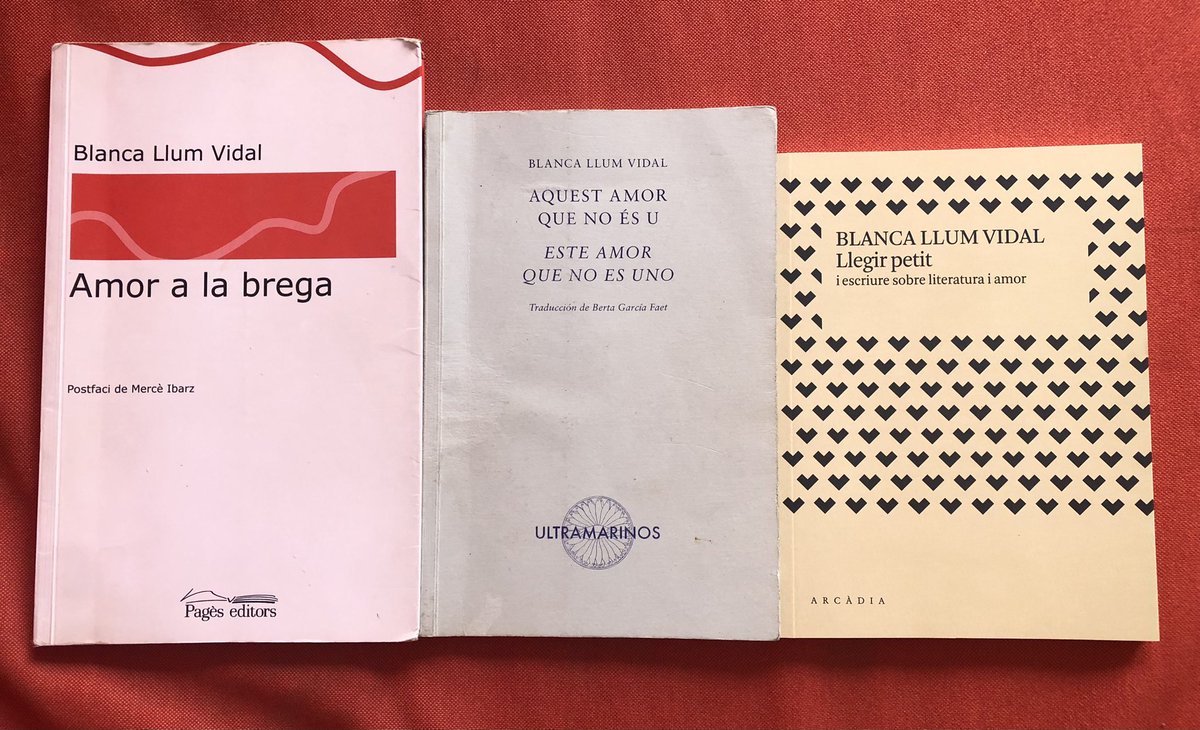 Blanca Llum Vidal
Amor a la brega
Postfaci de Mercè Ibarz
Pagès editors
BLANCA LLUM VIDAL
AQUEST AMOR
QUE NO ÉS U
ESTE AMOR
QUE NO ES UNO
Traducción de Berta García Faet
ULTRAMARINOS
BLANCA LLUM VIDAL
Llegir petit
i escriure sobre literatura i amor
ARCÀDIA